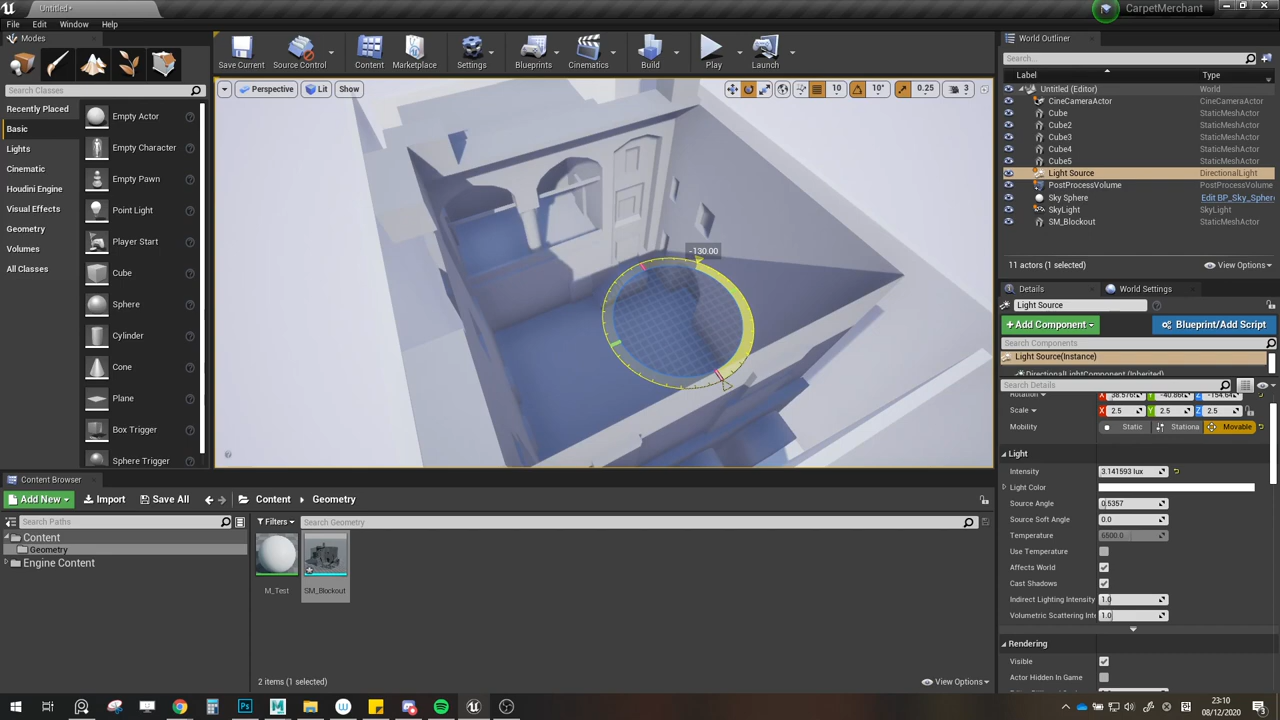 Untitled*
CarpetMerchant
File Edit Window Help
Modes
Search Classes
Recently Placed
Basic
Lights
Cinematic
Houdini Engine
Visual Effects
Geometry
Volumes
All Classes
Empty Actor
Empty Character
Empty Pawn
Point Light
Player Start
Cube
Sphere
Cylinder
Cone
Plane
Box Trigger
Sphere Trigger
Save Current
Source Control
Content
Marketplace
Settings
Blueprints
Cinematics
Build
Play
Launch
Perspective
Lit
Show
10
10°
0.25
3
-130.00
World Outliner
Search...
Label Type
Untitled (Editor) World
CineCameraActor CineCameraActor
Cube StaticMeshActor
Cube2 StaticMeshActor
Cube3 StaticMeshActor
Cube4 StaticMeshActor
Cube5 StaticMeshActor
Light Source DirectionalLight
PostProcessVolume PostProcessVolume
Sky Sphere Edit BP_Sky_Spher
SkyLight SkyLight
SM_Blockout StaticMeshActor
11 actors (1 selected)
View Options
Details
World Settings
Light Source
+Add Component
Blueprint/Add Script
Search Components
Light Source(Instance)
DirectionalLightComponent (Inherited)
Search Details
Rotation
Scale X 2.5 Y 2.5 Z 2.5
Mobility Static Stationa Movable
Light
Intensity 3.141593 lux
Light Color
Source Angle 0.5357
Source Soft Angle 0.0
Temperature 6500.0
Use Temperature
Affects World
Cast Shadows
Indirect Lighting Intensity 1.0
Volumetric Scattering Inte 1.0
Rendering
Visible
Actor Hidden In Game
Content Browser
Add New
Import
Save All
Content
Geometry
Search Paths
Filters
Search Geometry
Content
Geometry
Engine Content
M_Test
SM_Blockout
2 items (1 selected)
View Options
23:10
08/12/2020